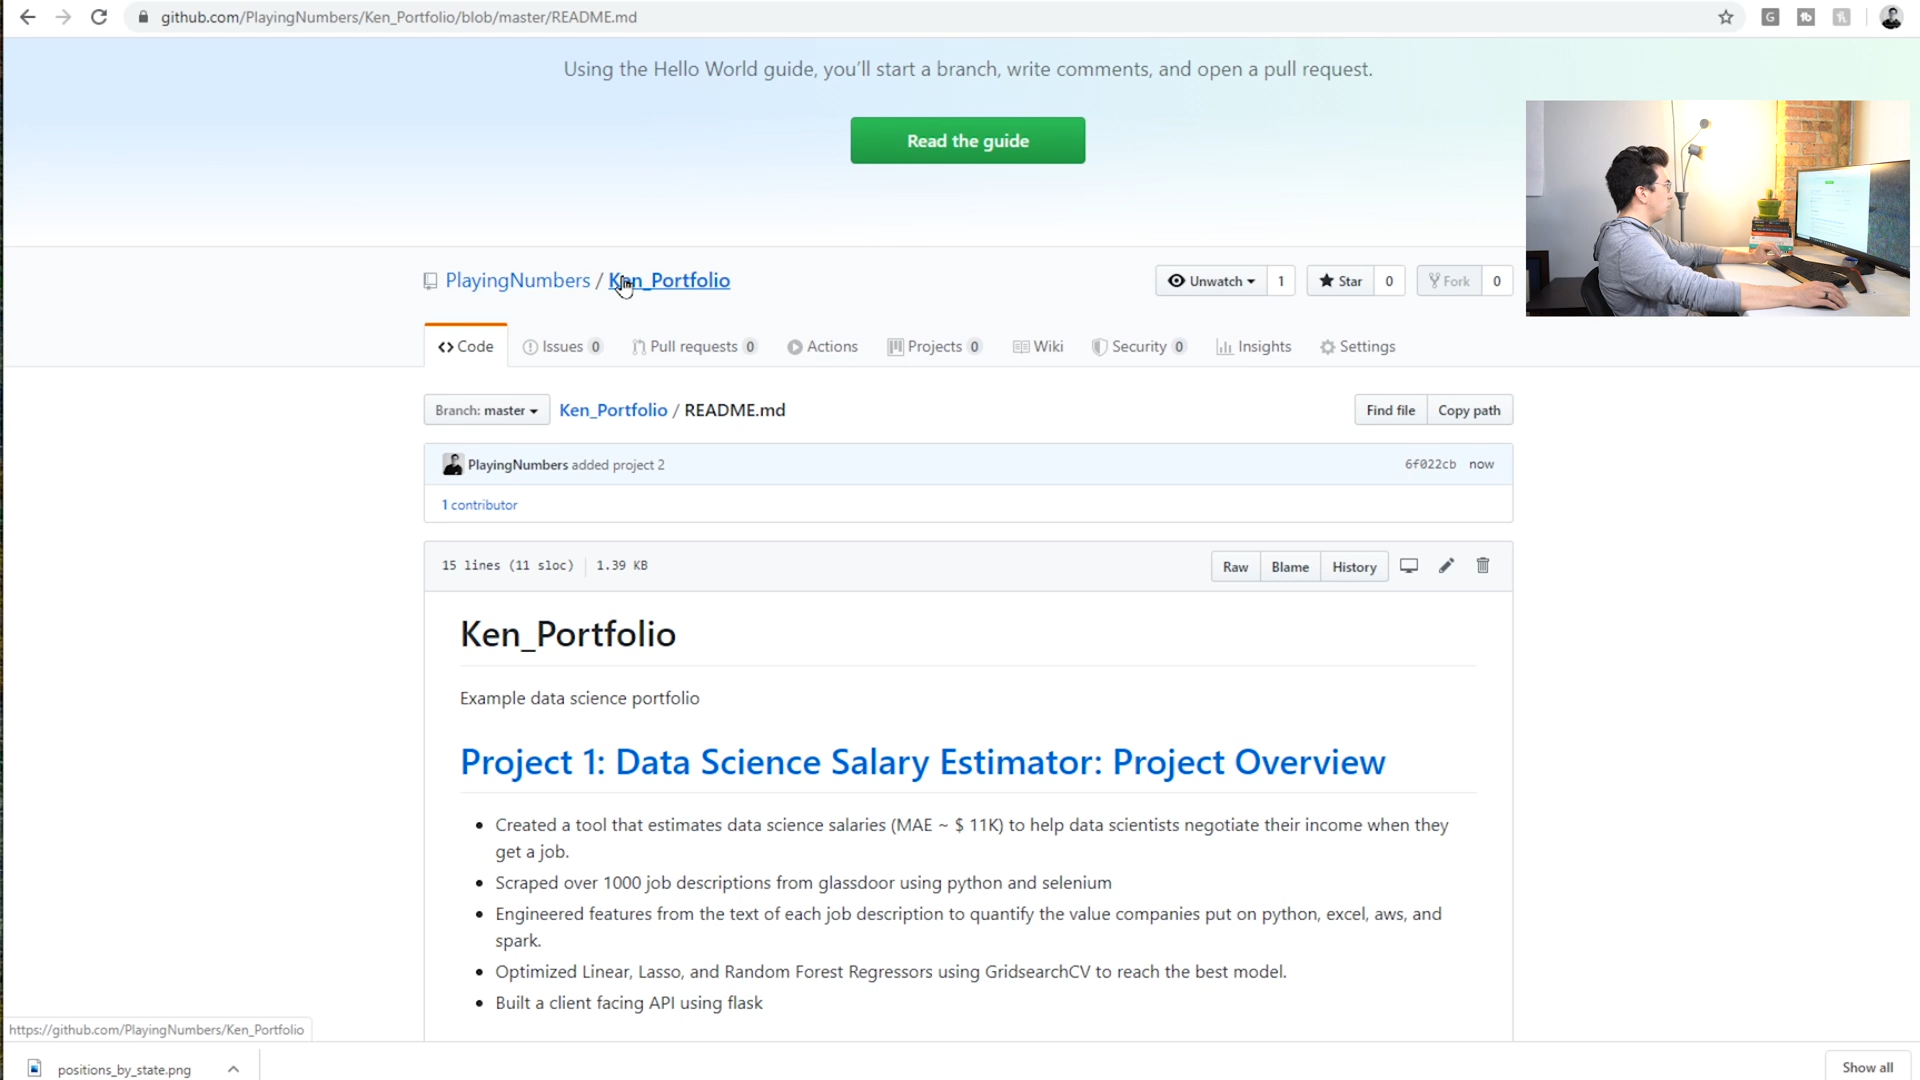 github.com/PlayingNumbers/Ken_Portfolio/blob/master/README.md
Using the Hello World guide, you'll start a branch, write comments, and open a pull request.
Read the guide
PlayingNumbers / Ken_Portfolio
Unwatch 1 Star 0 Fork 0
Code Issues 0 Pull requests 0 Actions Projects 0 Wiki Security 0 Insights Settings
Branch: master Ken_Portfolio / README.md Find file Copy path
PlayingNumbers added project 2 6f022cb now
1 contributor
15 lines (11 sloc) 1.39 KB Raw Blame History
Ken_Portfolio
Example data science portfolio
Project 1: Data Science Salary Estimator: Project Overview
• Created a tool that estimates data science salaries (MAE ~ $ 11K) to help data scientists negotiate their income when they
get a job.
• Scraped over 1000 job descriptions from glassdoor using python and selenium
• Engineered features from the text of each job description to quantify the value companies put on python, excel, aws, and
spark.
• Optimized Linear, Lasso, and Random Forest Regressors using GridsearchCV to reach the best model.
• Built a client facing API using flask
https://github.com/PlayingNumbers/Ken_Portfolio
positions_by_state.png Show all